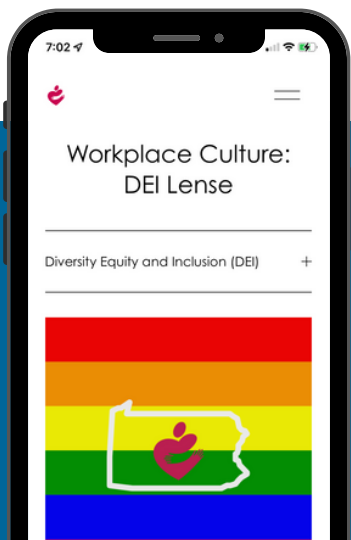 7:02
Workplace Culture:
DEI Lense
Diversity Equity and Inclusion (DEI)